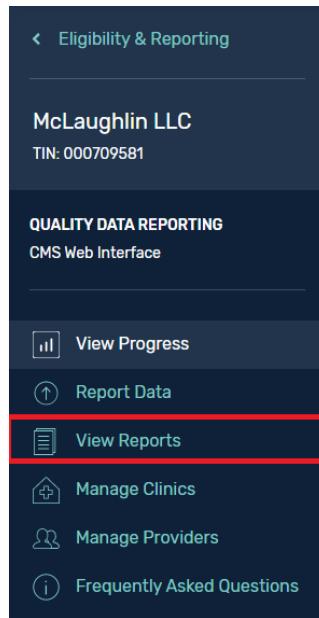 Eligibility & Reporting
McLaughlin LLC
TIN: 000709581
QUALITY DATA REPORTING
CMS Web Interface
View Progress
Report Data
View Reports
Manage Clinics
Manage Providers
Frequently Asked Questions